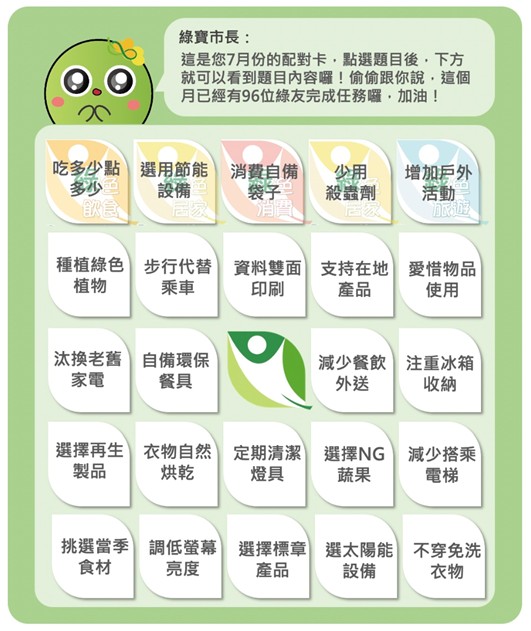 綠寶市長：
這是您7月份的配對卡，點選題目後，下方
就可以看到題目內容囉！偷偷跟你說，這個
月已經有96位綠友完成任務囉，加油！
吃多少點
多少
選用節能
設備
消費自備
袋子
少用
殺蟲劑
增加戶外
活動
綠色
飲食
綠色
居家
綠色
消費
綠色
居家
綠色
旅遊
種植綠色
植物
步行代替
乘車
資料雙面
印刷
支持在地
產品
愛惜物品
使用
汰換老舊
家電
自備環保
餐具
減少餐飲
外送
注重冰箱
收納
選擇再生
製品
衣物自然
烘乾
定期清潔
燈具
選擇NG
蔬果
減少搭乘
電梯
挑選當季
食材
調低螢幕
亮度
選擇標章
產品
選太陽能
設備
不穿免洗
衣物